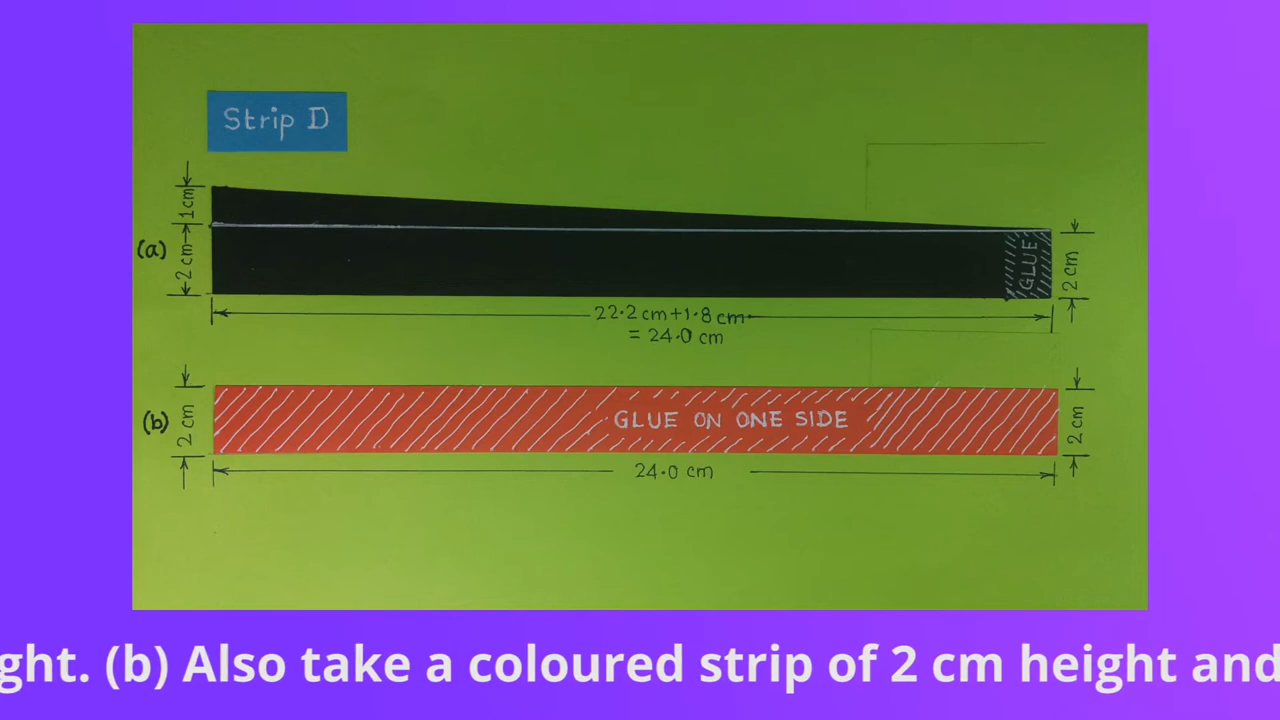 Strip D
1cm
(a)
2 cm
GLUE
2 cm
22.2 cm+1.8 cm
= 24.0 cm
(b)
2 cm
GLUE ON ONE SIDE
2 cm
24.0 cm
ght. (b) Also take a coloured strip of 2 cm height and